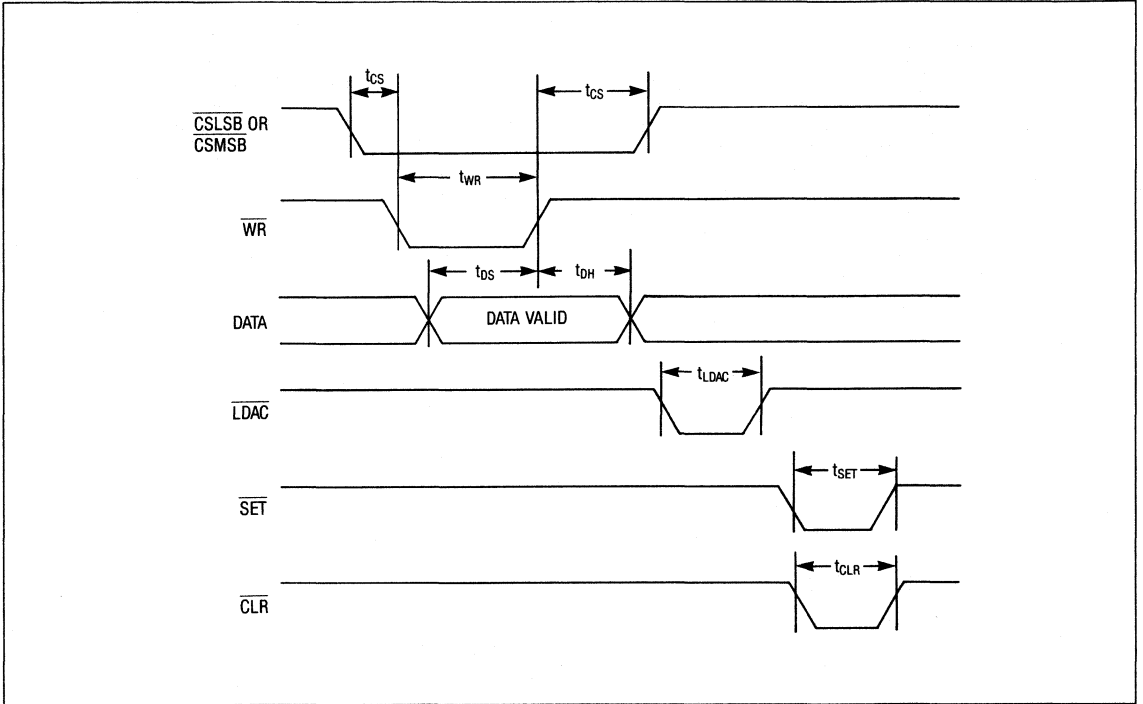 tCS
tCS
CSLSB OR
CSMSB
tWR
WR
tDS
tDH
DATA
DATA VALID
tLDAC
LDAC
tSET
SET
tCLR
CLR